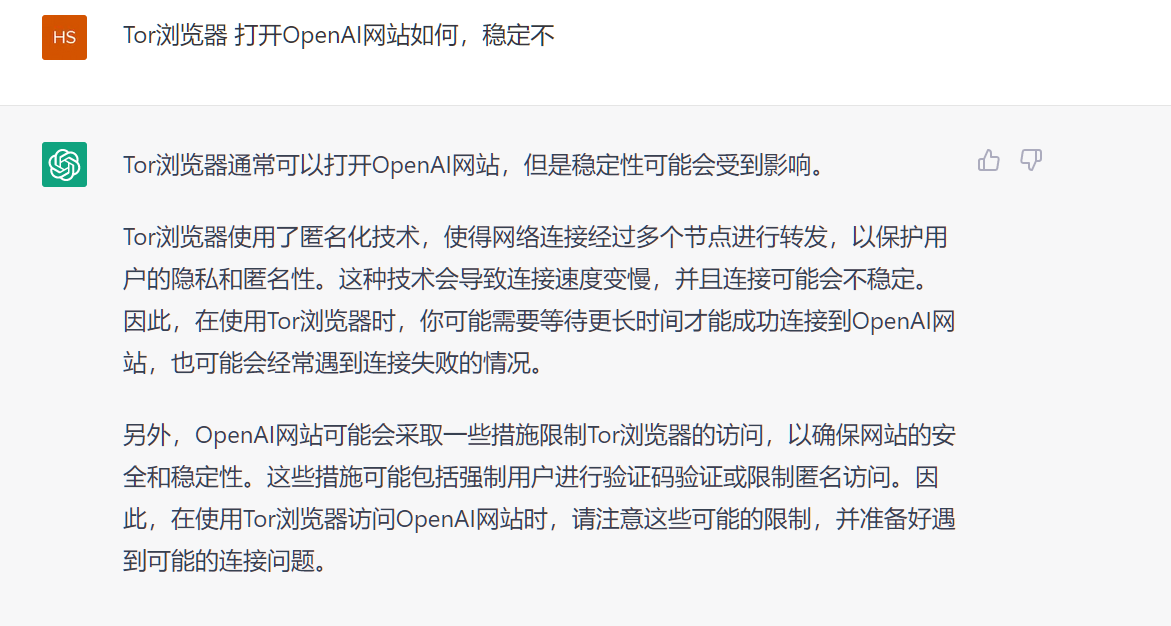 HS
Tor浏览器 打开OpenAI网站如何，稳定不
Tor浏览器通常可以打开OpenAI网站，但是稳定性可能会受到影响。
Tor浏览器使用了匿名化技术，使得网络连接经过多个节点进行转发，以保护用
户的隐私和匿名性。这种技术会导致连接速度变慢，并且连接可能会不稳定。
因此，在使用Tor浏览器时，你可能需要等待更长时间才能成功连接到OpenAI网
站，也可能会经常遇到连接失败的情况。
另外，OpenAI网站可能会采取一些措施限制Tor浏览器的访问，以确保网站的安
全和稳定性。这些措施可能包括强制用户进行验证码验证或限制匿名访问。因
此，在使用Tor浏览器访问OpenAI网站时，请注意这些可能的限制，并准备好遇
到可能的连接问题。